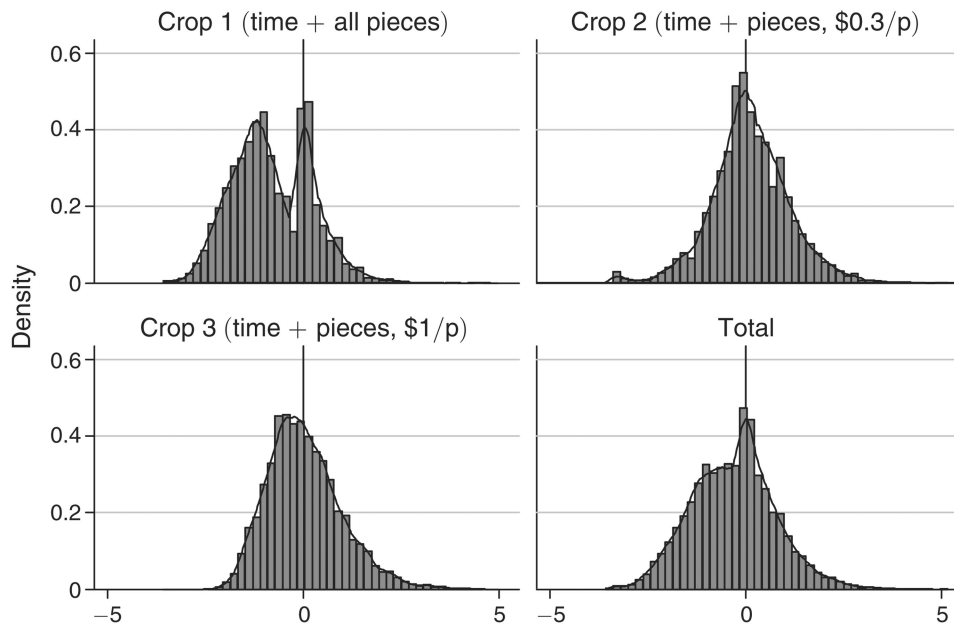 Crop 1 (time + all pieces)
Crop 2 (time + pieces, $0.3/p)
0.6
0.4
0.2
0
Density
Crop 3 (time + pieces, $1/p)
Total
0.6
0.4
0.2
0
−5 0 5 −5 0 5